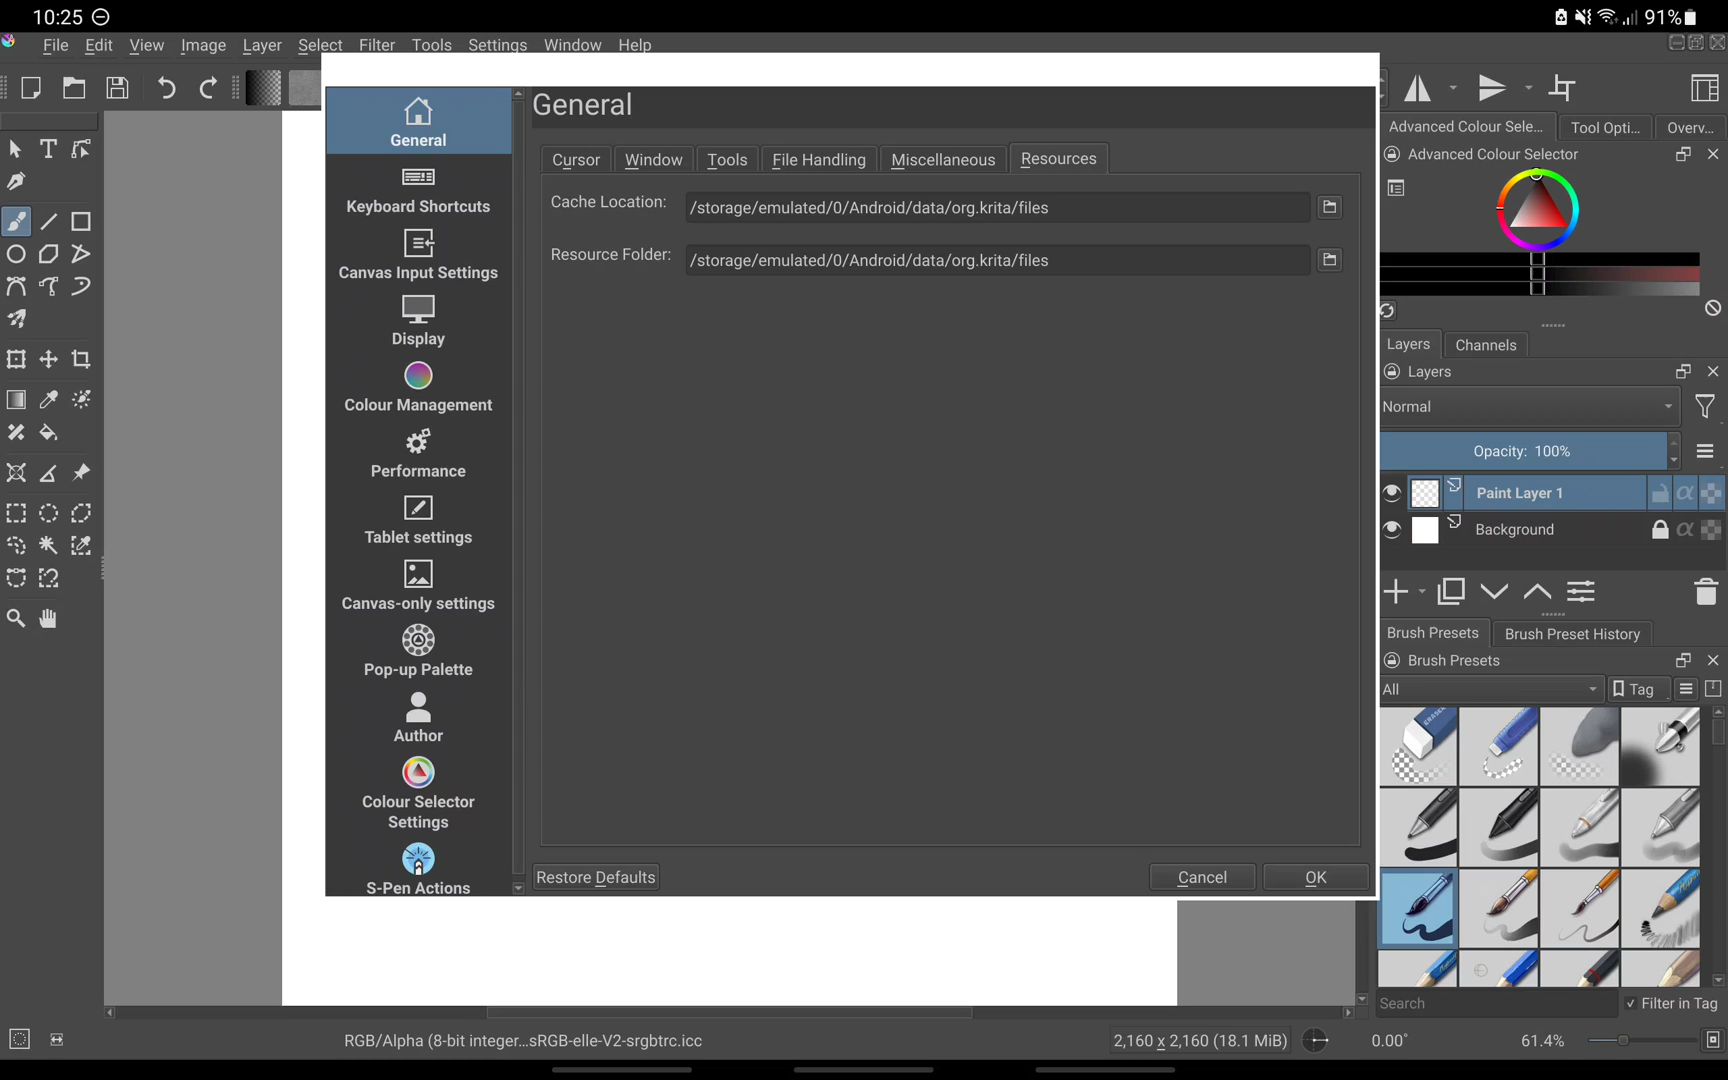 10:25
91%
File Edit View Image Layer Select Filter Tools Settings Window Help
General
Keyboard Shortcuts
Canvas Input Settings
Display
Colour Management
Performance
Tablet settings
Canvas-only settings
Pop-up Palette
Author
Colour Selector
Settings
S-Pen Actions
General
Cursor Window Tools File Handling Miscellaneous Resources
Cache Location: /storage/emulated/0/Android/data/org.krita/files
Resource Folder: /storage/emulated/0/Android/data/org.krita/files
Restore Defaults Cancel OK
Advanced Colour Sele... Tool Opti... Overv...
Advanced Colour Selector
Layers Channels
Layers
Normal
Opacity: 100%
Paint Layer 1
Background
Brush Presets Brush Preset History
Brush Presets
All Tag
Search Filter in Tag
RGB/Alpha (8-bit integer...sRGB-elle-V2-srgbtrc.icc 2,160 x 2,160 (18.1 MiB) 0.00° 61.4%